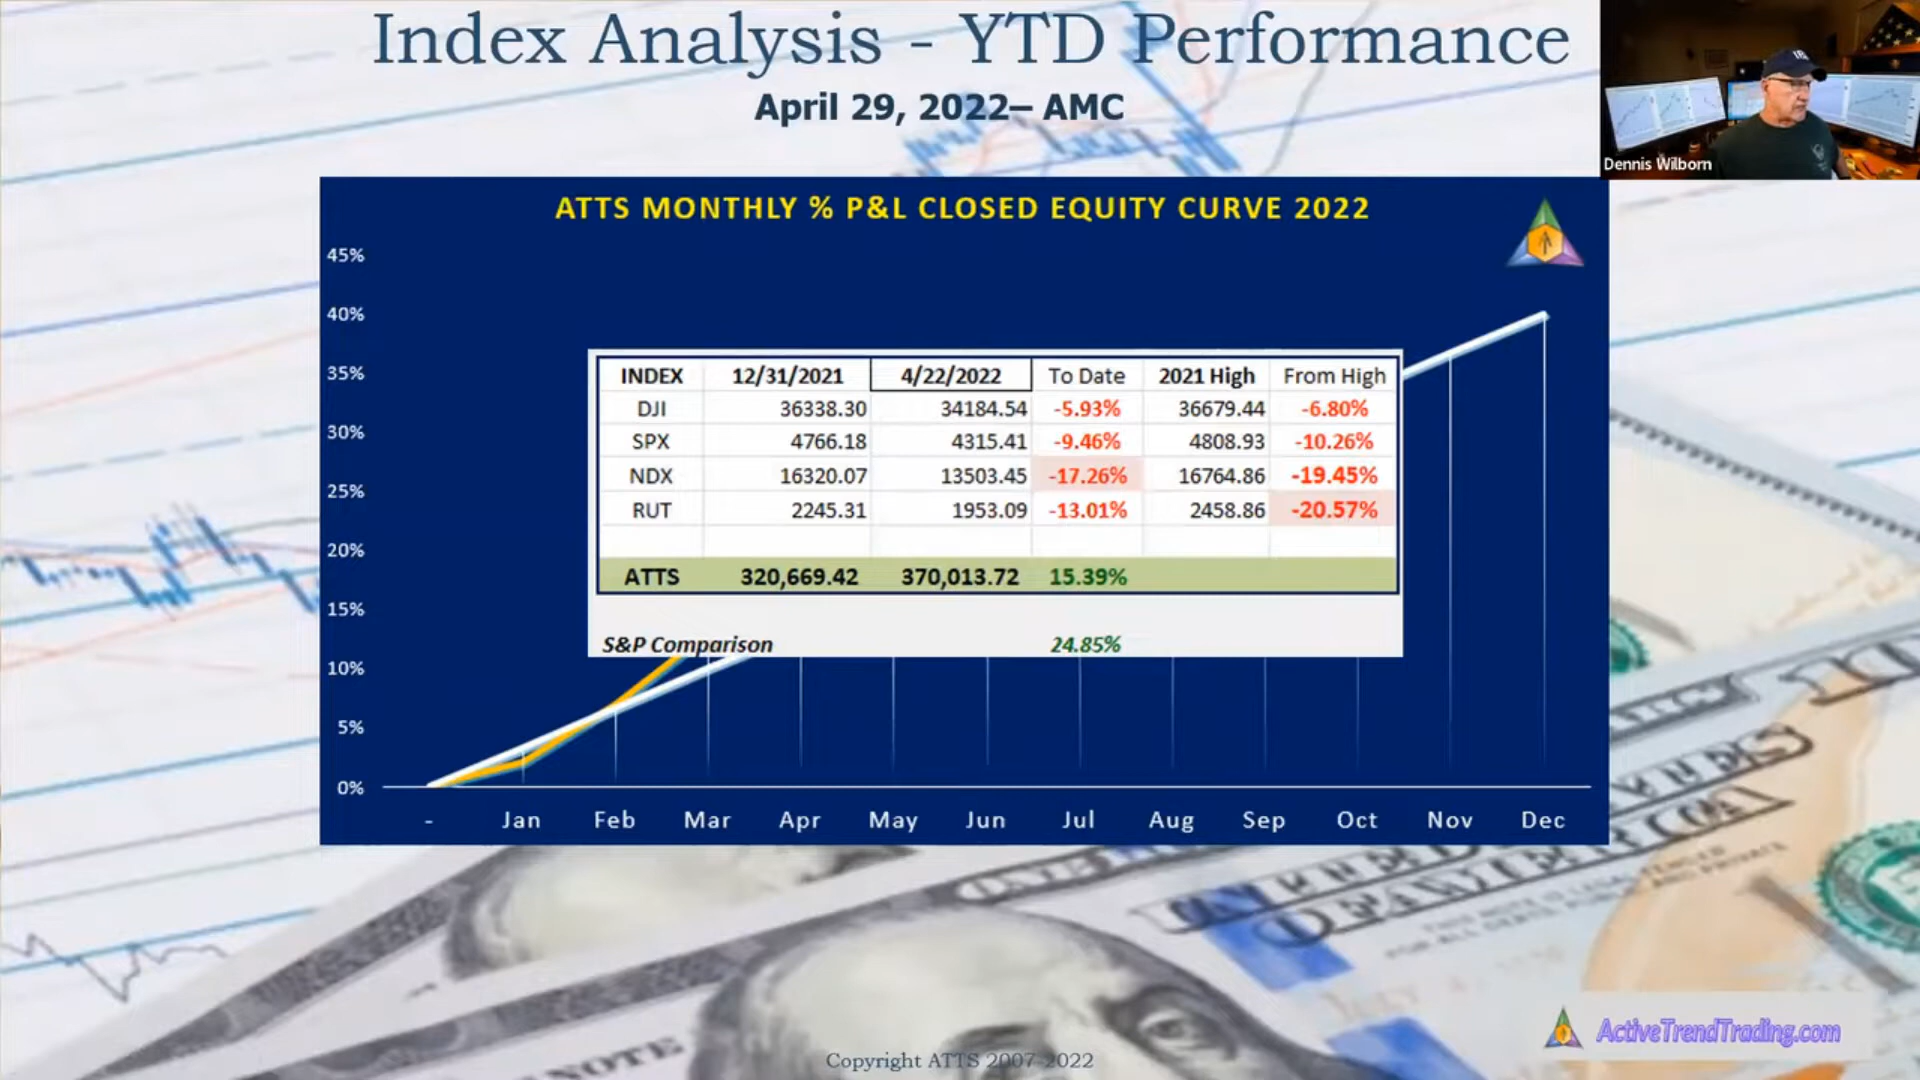 Index Analysis - YTD Performance
April 29, 2022– AMC
Dennis Wilborn
ATTS MONTHLY % P&L CLOSED EQUITY CURVE 2022
45%
40%
35%
30%
25%
20%
15%
10%
5%
0%
INDEX 12/31/2021 4/22/2022 To Date 2021 High From High
DJI 36338.30 34184.54 -5.93% 36679.44 -6.80%
SPX 4766.18 4315.41 -9.46% 4808.93 -10.26%
NDX 16320.07 13503.45 -17.26% 16764.86 -19.45%
RUT 2245.31 1953.09 -13.01% 2458.86 -20.57%
ATTS 320,669.42 370,013.72 15.39%
S&P Comparison 24.85%
- Jan Feb Mar Apr May Jun Jul Aug Sep Oct Nov Dec
NOTE
Copyright ATTS 2007-2022
ActiveTrendTrading.com